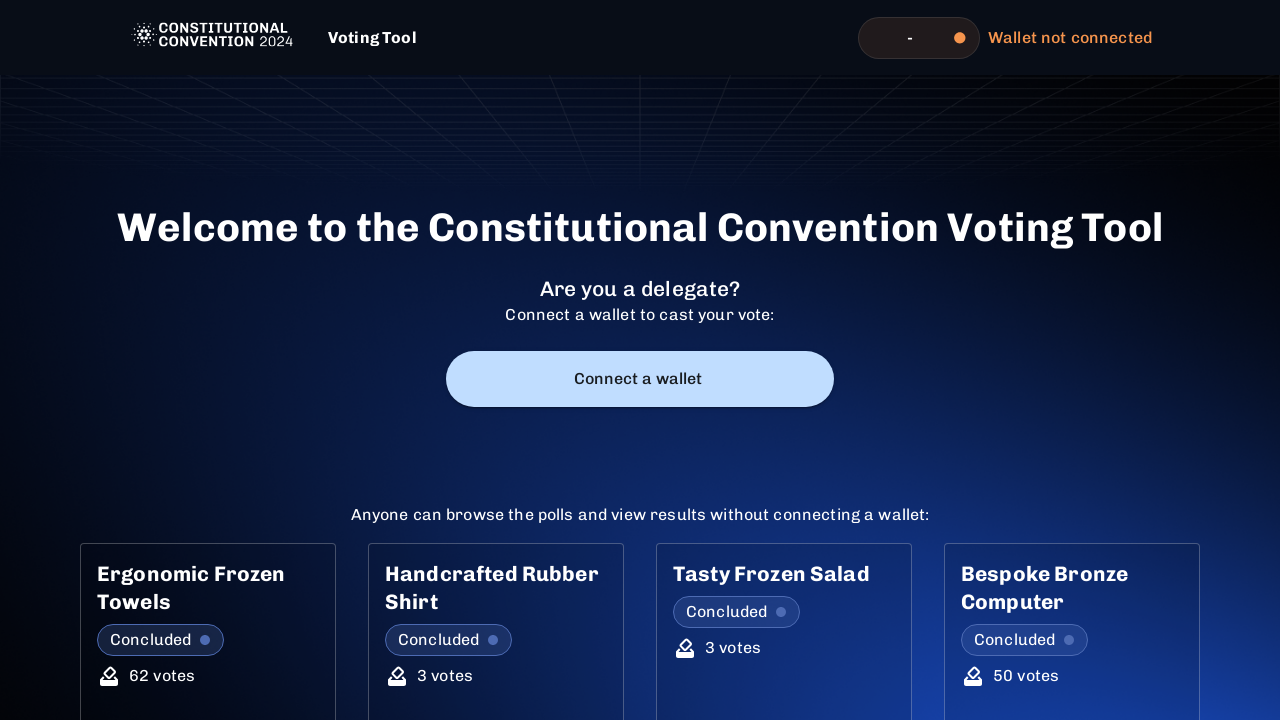 CONSTITUTIONAL
CONVENTION 2024
Voting Tool
-
Wallet not connected
Welcome to the Constitutional Convention Voting Tool
Are you a delegate?
Connect a wallet to cast your vote:
Connect a wallet
Anyone can browse the polls and view results without connecting a wallet:
Ergonomic Frozen
Towels
Concluded
62 votes
Handcrafted Rubber
Shirt
Concluded
3 votes
Tasty Frozen Salad
Concluded
3 votes
Bespoke Bronze
Computer
Concluded
50 votes